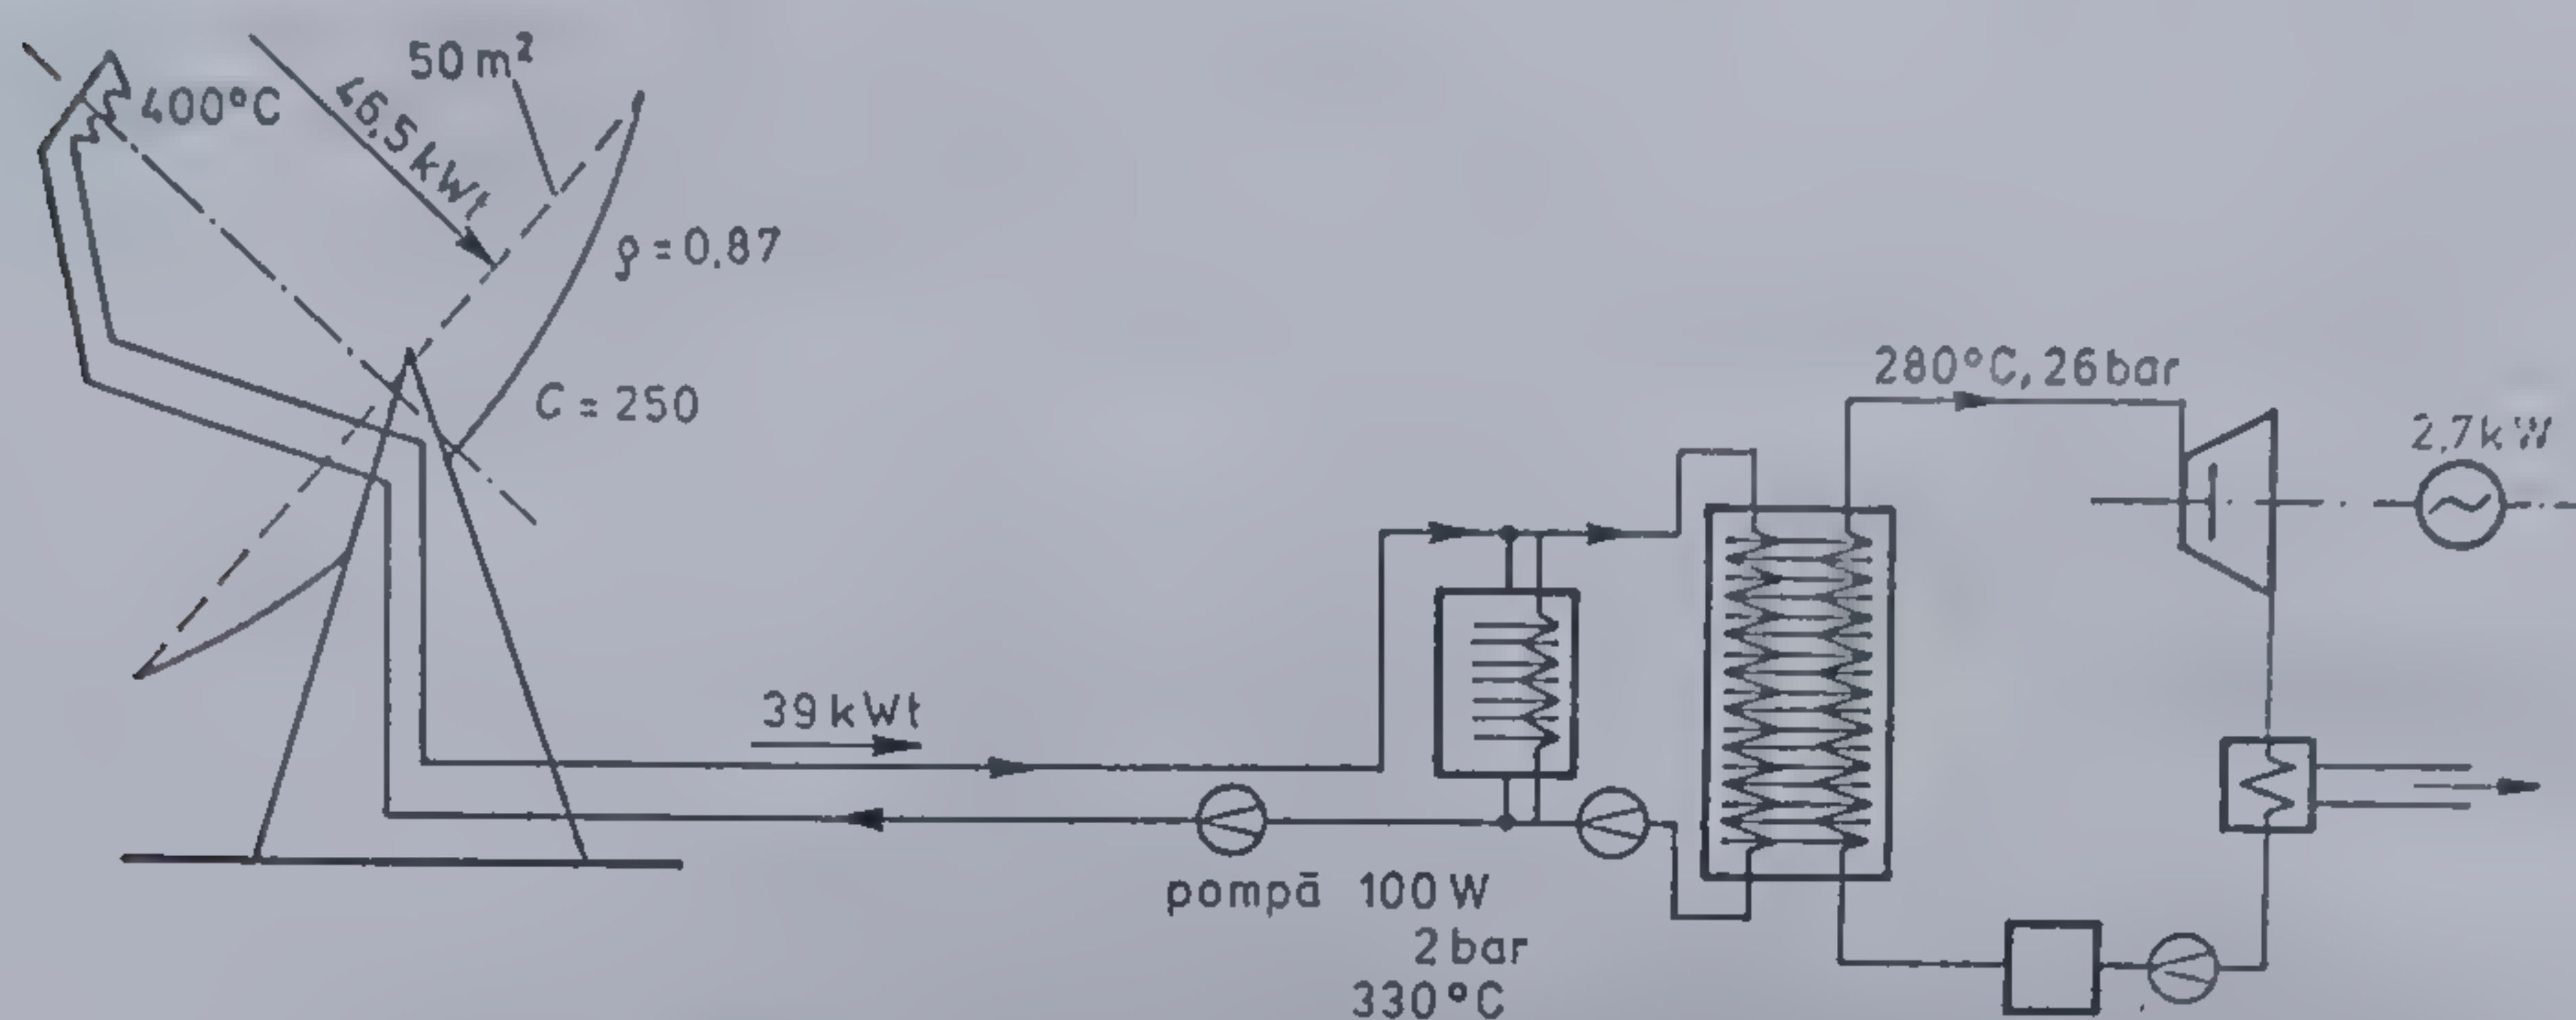 50 m²
400°C
46,5 kWt
ρ = 0,87
C = 250
280°C, 26 bar
2,7 kW
39 kWt
pompă 100 W
2 bar
330°C